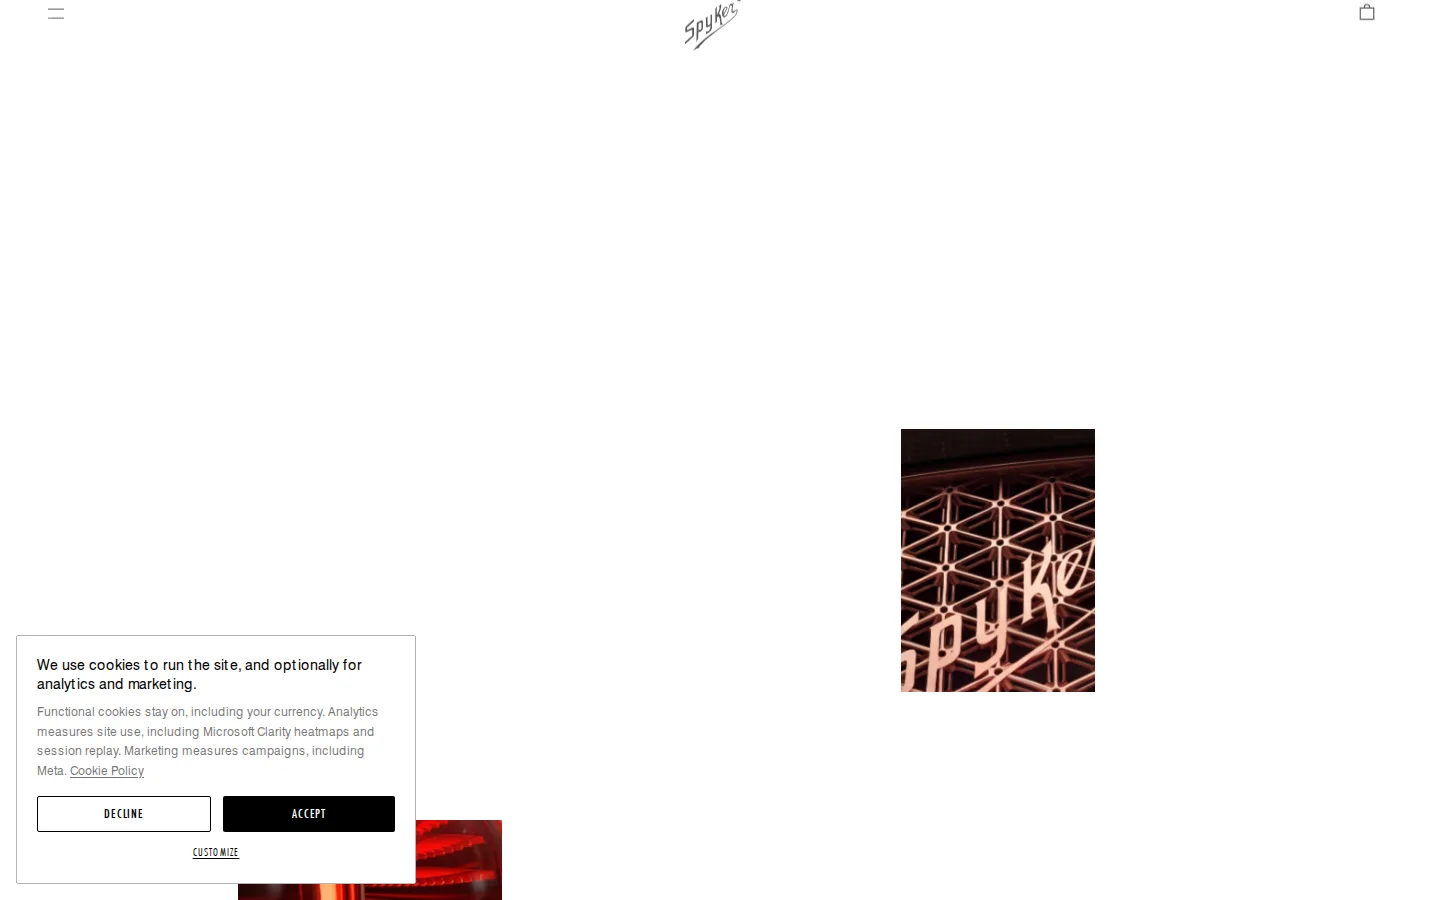 Spyker
We use cookies to run the site, and optionally for
analytics and marketing.
Functional cookies stay on, including your currency. Analytics
measures site use, including Microsoft Clarity heatmaps and
session replay. Marketing measures campaigns, including
Meta. Cookie Policy
DECLINE
ACCEPT
CUSTOMIZE
Spyke